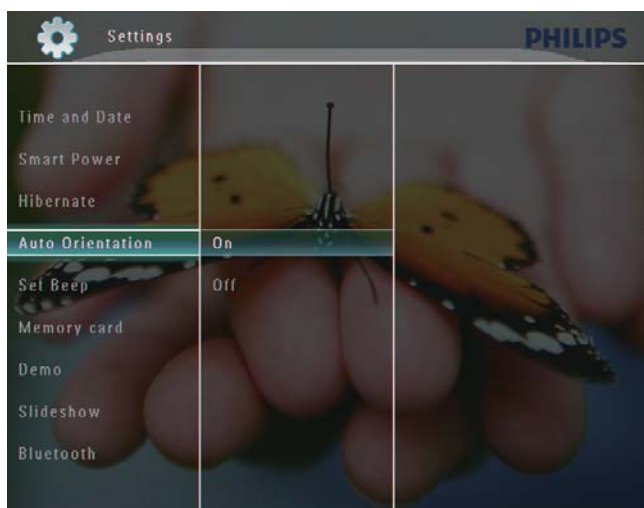 Settings
PHILIPS
Time and Date
Smart Power
Hibernate
Auto Orientation On
Set Beep Off
Memory card
Demo
Slideshow
Bluetooth